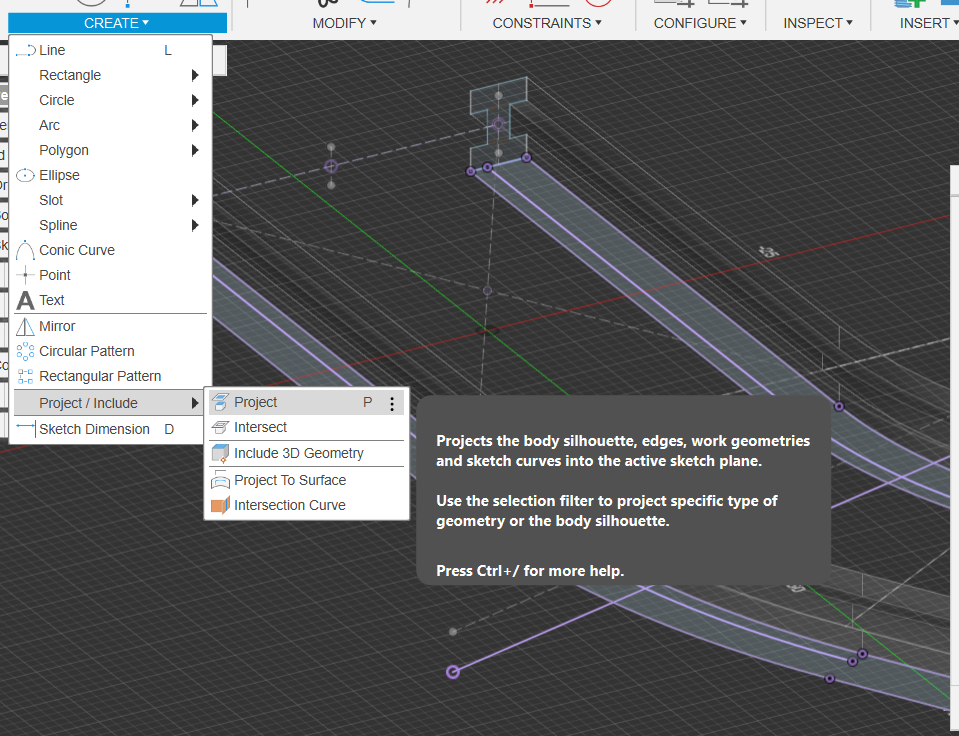 CREATE ▾
MODIFY ▾
CONSTRAINTS ▾
CONFIGURE ▾
INSPECT ▾
INSERT ▾
Line L
Rectangle
Circle
Arc
Polygon
Ellipse
Slot
Spline
Conic Curve
Point
A Text
Mirror
Circular Pattern
Rectangular Pattern
Project / Include
Sketch Dimension D
Project P
Intersect
Include 3D Geometry
Project To Surface
Intersection Curve
Projects the body silhouette, edges, work geometries
and sketch curves into the active sketch plane.
Use the selection filter to project specific type of
geometry or the body silhouette.
Press Ctrl+/ for more help.